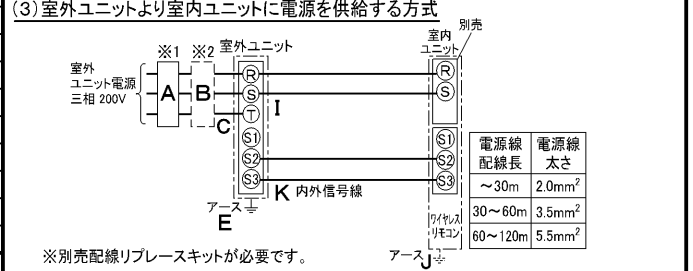 (3)室外ユニットより室内ユニットに電源を供給する方式
※1 ※2 室外ユニット
室内ユニット
別売
室外
ユニット電源
三相 200V
A
B
C
R
S
T
S1
S2
S3
I
R
S
S1
S2
S3
K 内外信号線
アース
E
ワイヤレス
リモコン
アース J
電源線配線長 電源線太さ
～30m 2.0mm²
30～60m 3.5mm²
60～120m 5.5mm²
※別売配線リプレースキットが必要です。